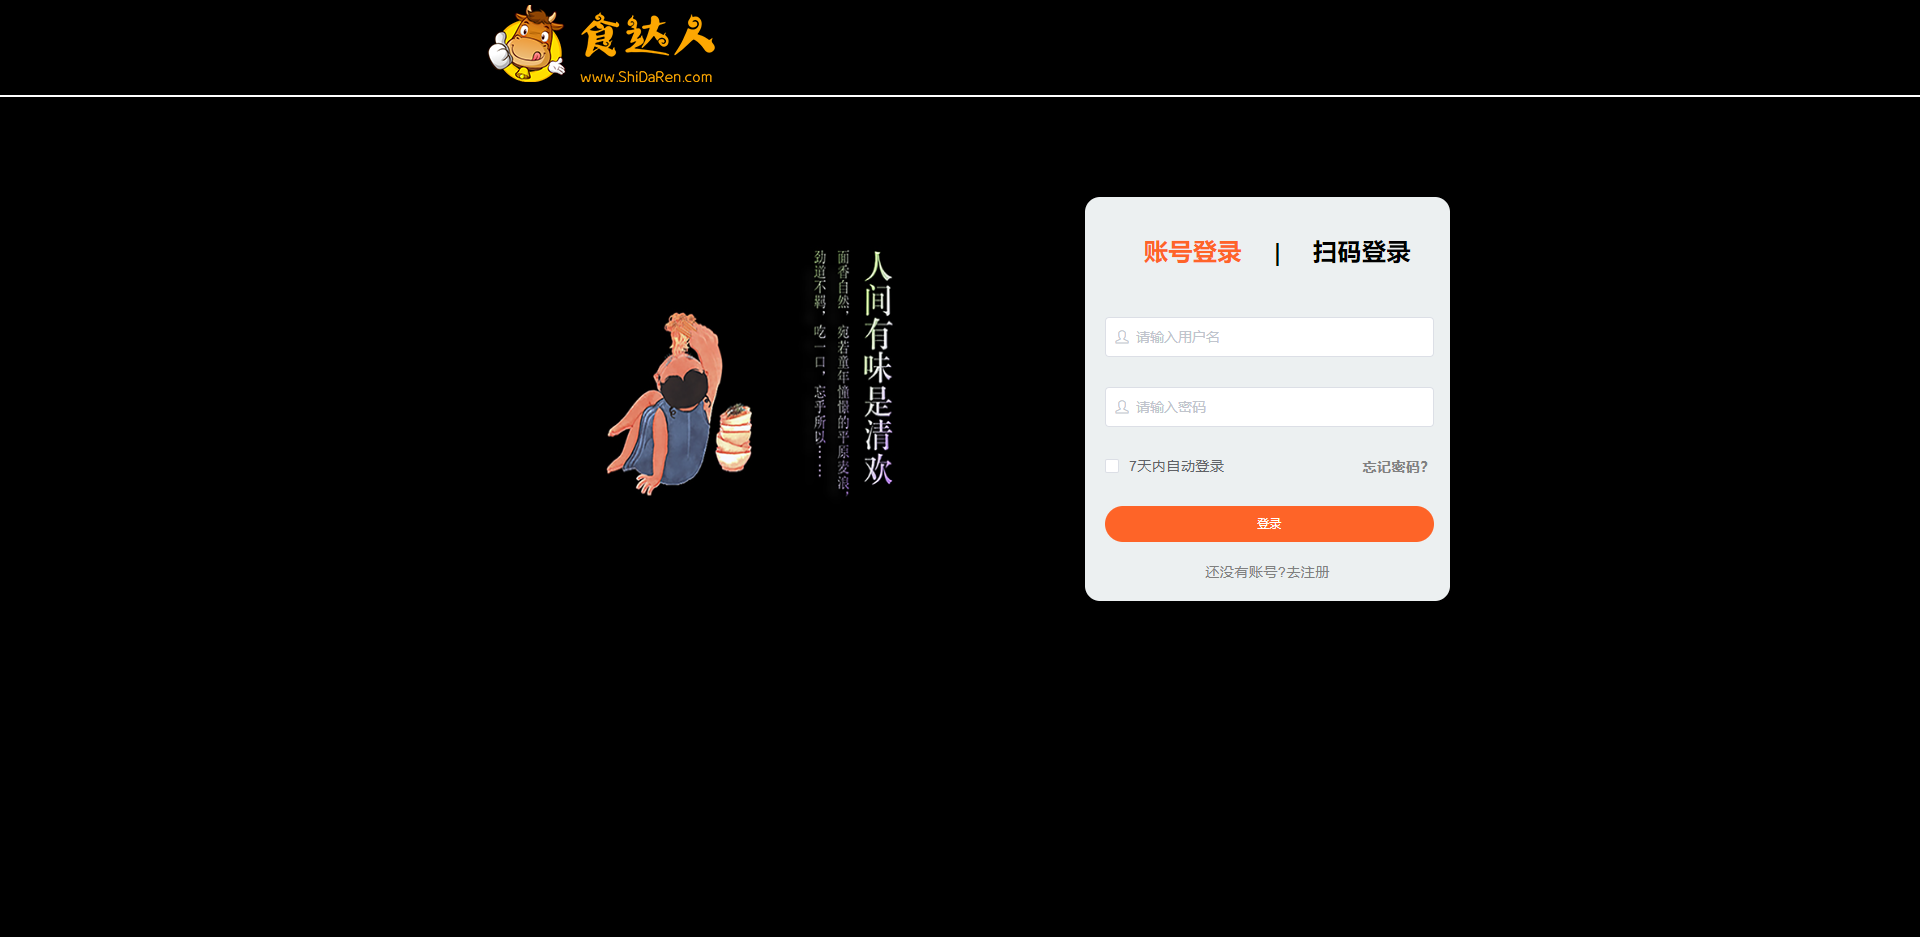 食达人
www.ShiDaRen.com
人间有味是清欢
面香自然，宛若童年憧憬的平原麦浪，
劲道不羁，吃一口，忘乎所以……
账号登录 | 扫码登录
请输入用户名
请输入密码
7天内自动登录 忘记密码?
登录
还没有账号?去注册